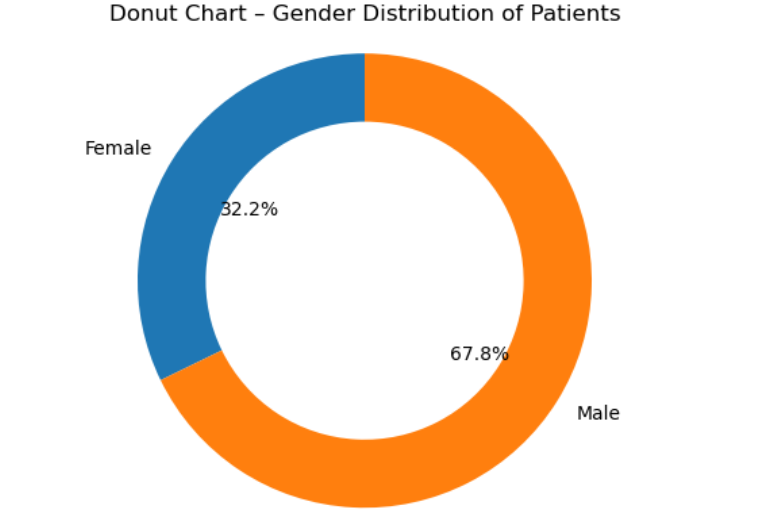 Donut Chart – Gender Distribution of Patients
Female
32.2%
67.8%
Male